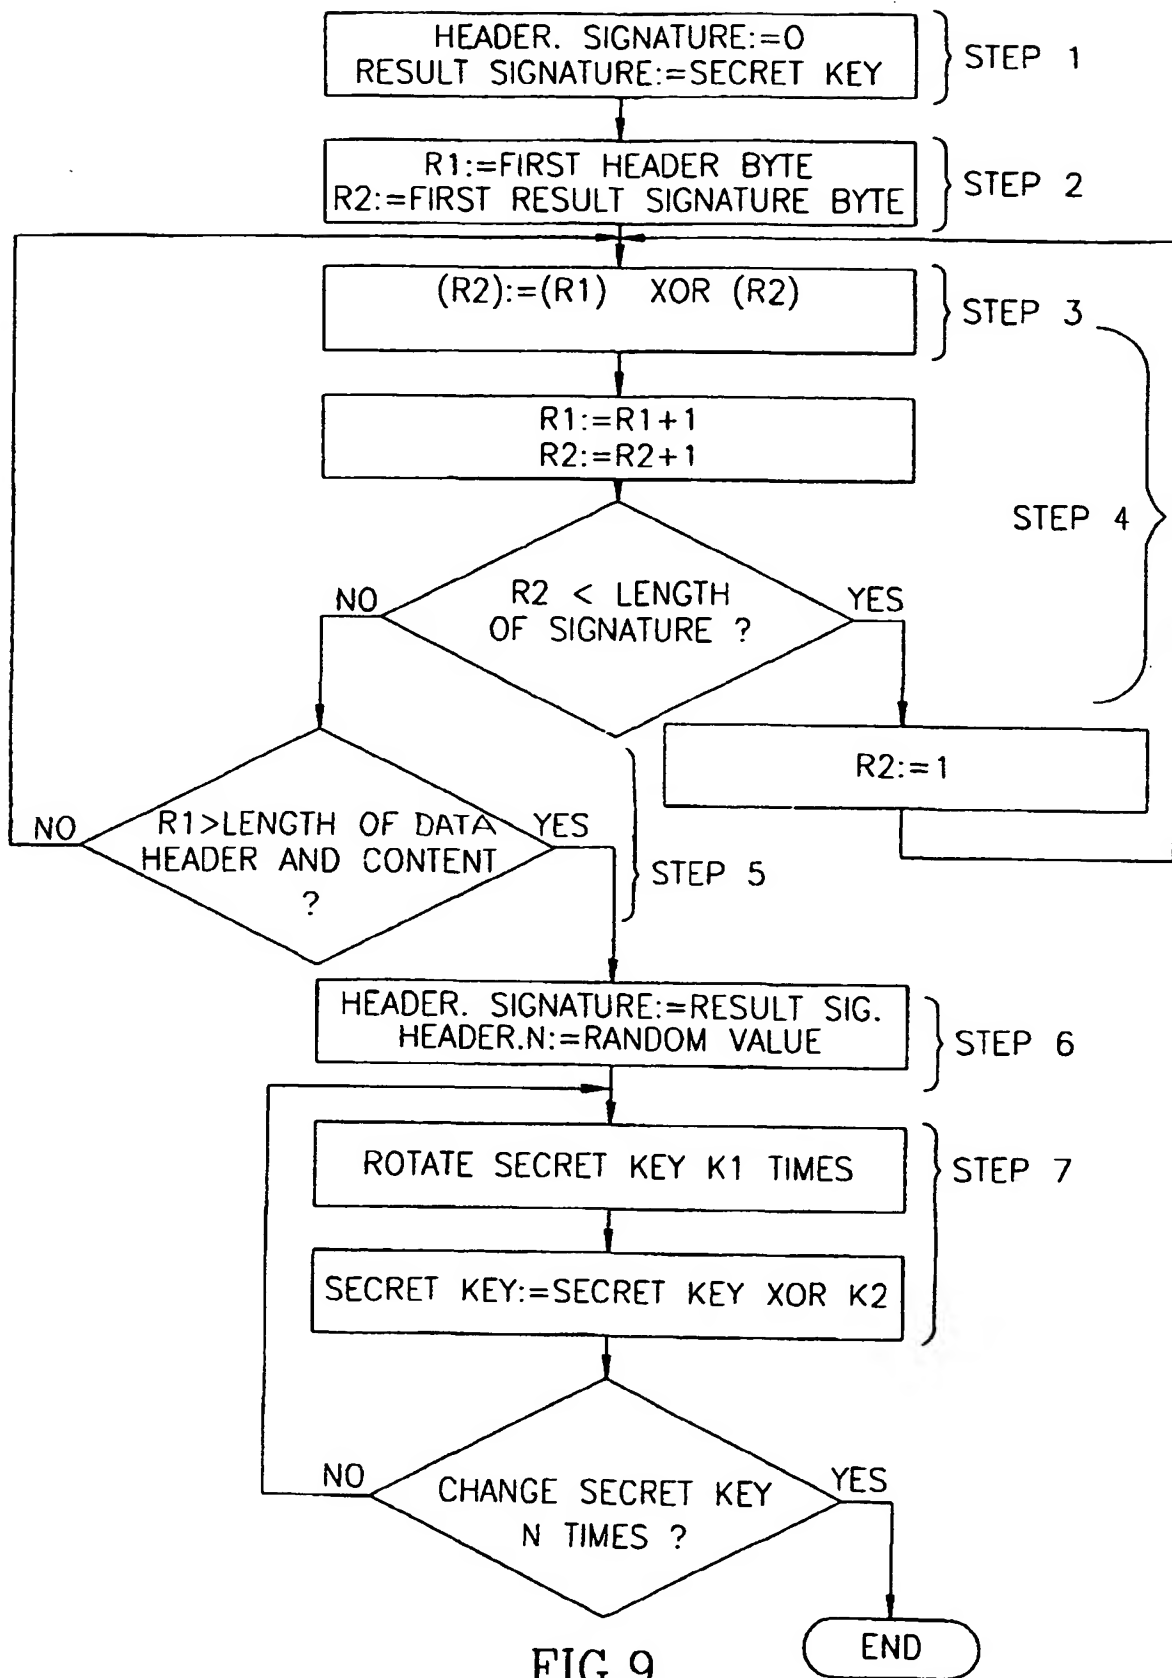 HEADER. SIGNATURE:=0
RESULT SIGNATURE:=SECRET KEY
STEP 1
R1:=FIRST HEADER BYTE
R2:=FIRST RESULT SIGNATURE BYTE
STEP 2
(R2):=(R1) XOR (R2)
STEP 3
R1:=R1+1
R2:=R2+1
STEP 4
R2 < LENGTH
OF SIGNATURE ?
NO
YES
R2:=1
R1>LENGTH OF DATA
HEADER AND CONTENT
?
NO
YES
STEP 5
HEADER. SIGNATURE:=RESULT SIG.
HEADER.N:=RANDOM VALUE
STEP 6
ROTATE SECRET KEY K1 TIMES
STEP 7
SECRET KEY:=SECRET KEY XOR K2
NO
YES
CHANGE SECRET KEY
N TIMES ?
END
FIG.9